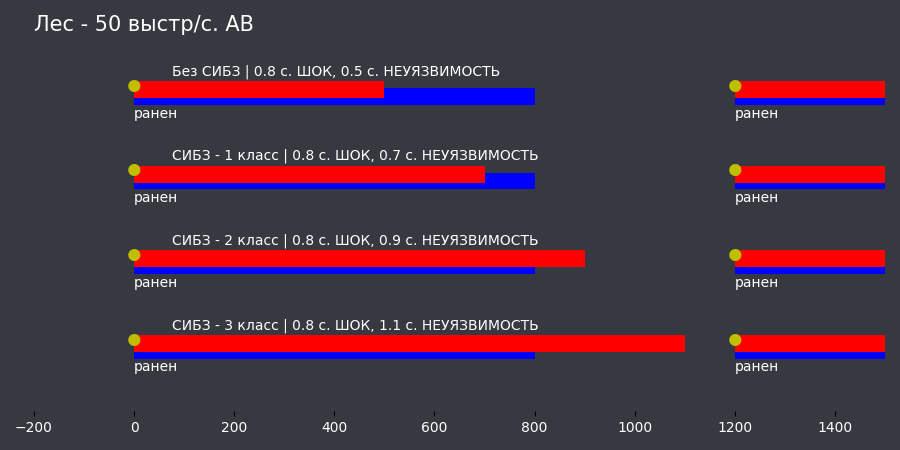 Лес - 50 выстр/с. АВ
Без СИБЗ | 0.8 с. ШОК, 0.5 с. НЕУЯЗВИМОСТЬ
ранен ранен
СИБЗ - 1 класс | 0.8 с. ШОК, 0.7 с. НЕУЯЗВИМОСТЬ
ранен ранен
СИБЗ - 2 класс | 0.8 с. ШОК, 0.9 с. НЕУЯЗВИМОСТЬ
ранен ранен
СИБЗ - 3 класс | 0.8 с. ШОК, 1.1 с. НЕУЯЗВИМОСТЬ
ранен ранен
−200 0 200 400 600 800 1000 1200 1400